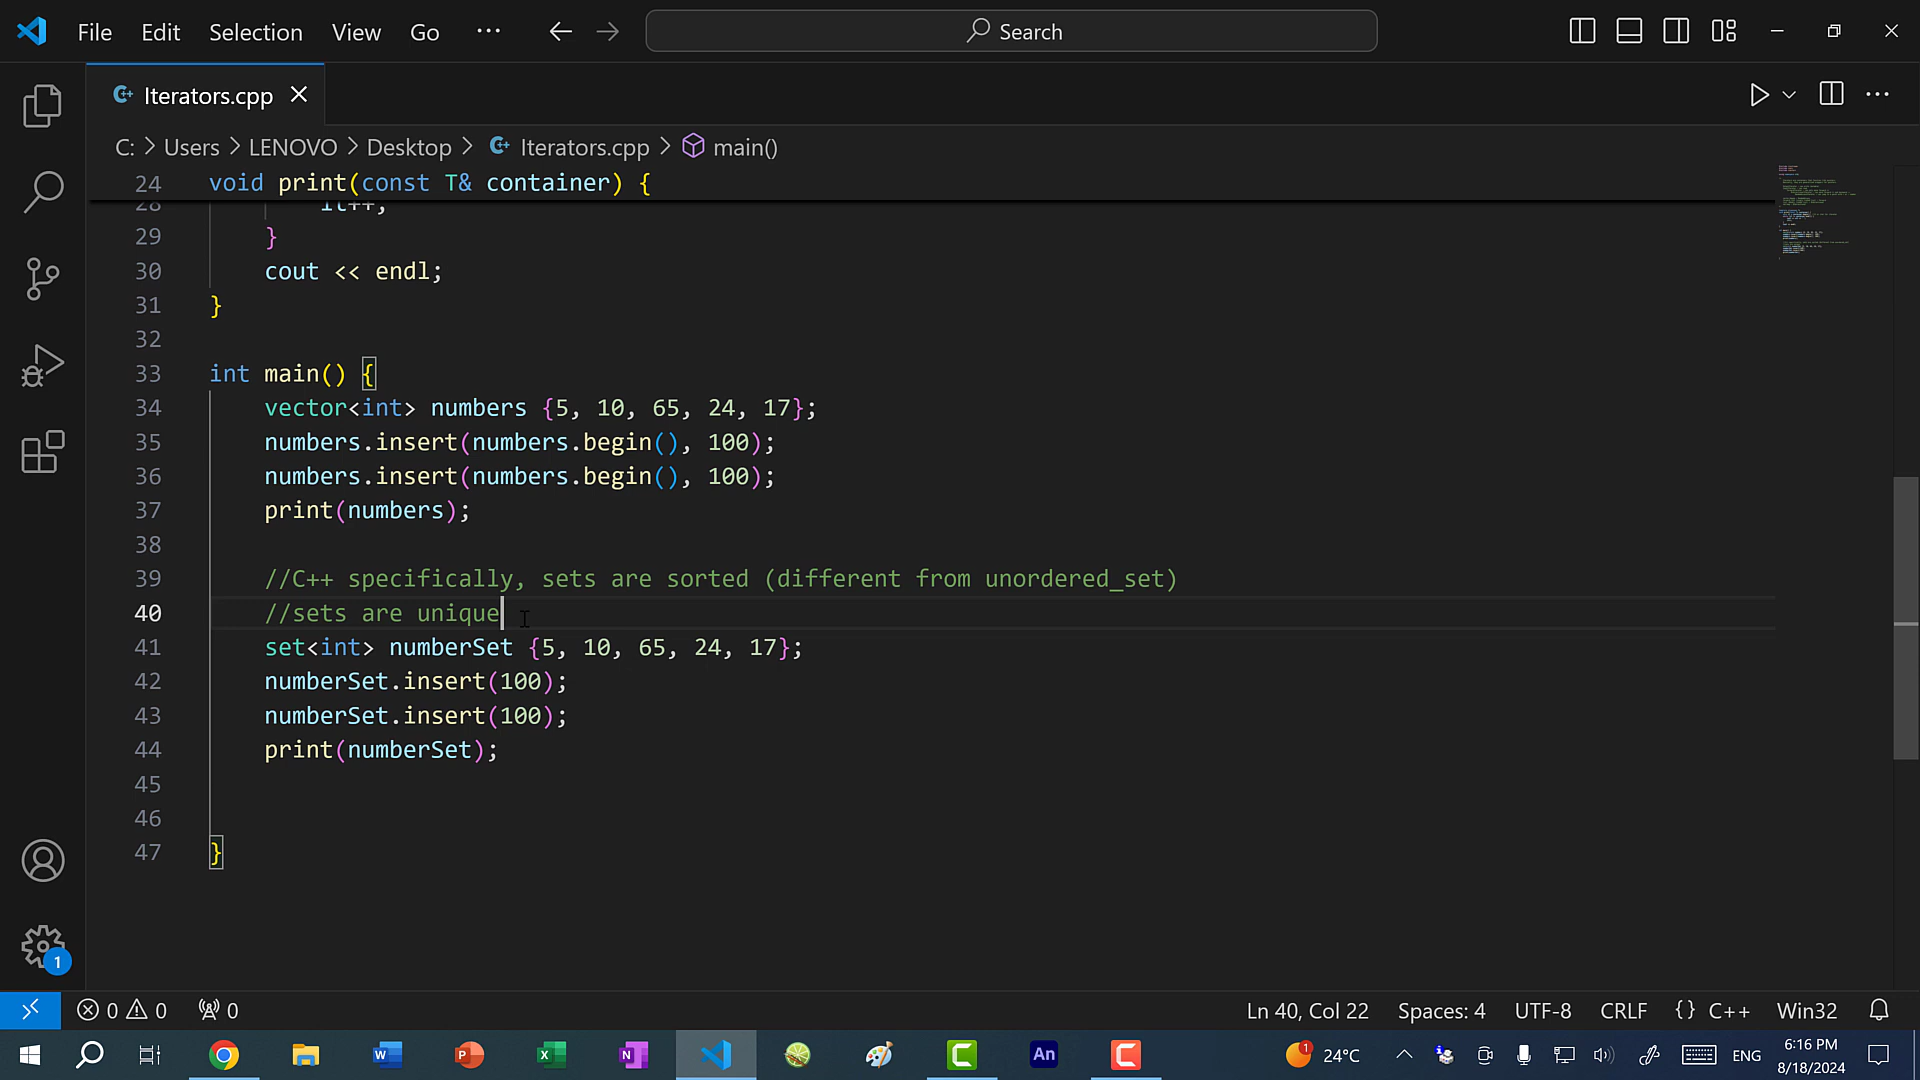 File Edit Selection View Go ··· Search
Iterators.cpp
C: > Users > LENOVO > Desktop > Iterators.cpp > main()
24 void print(const T& container) {
28 it++;
29 }
30 cout << endl;
31 }
32
33 int main() {
34 vector<int> numbers {5, 10, 65, 24, 17};
35 numbers.insert(numbers.begin(), 100);
36 numbers.insert(numbers.begin(), 100);
37 print(numbers);
38
39 //C++ specifically, sets are sorted (different from unordered_set)
40 //sets are unique
41 set<int> numberSet {5, 10, 65, 24, 17};
42 numberSet.insert(100);
43 numberSet.insert(100);
44 print(numberSet);
45
46
47 }
1
0 0 0 Ln 40, Col 22 Spaces: 4 UTF-8 CRLF {} C++ Win32
W P X N An C C 1 24°C ENG 6:16 PM
8/18/2024